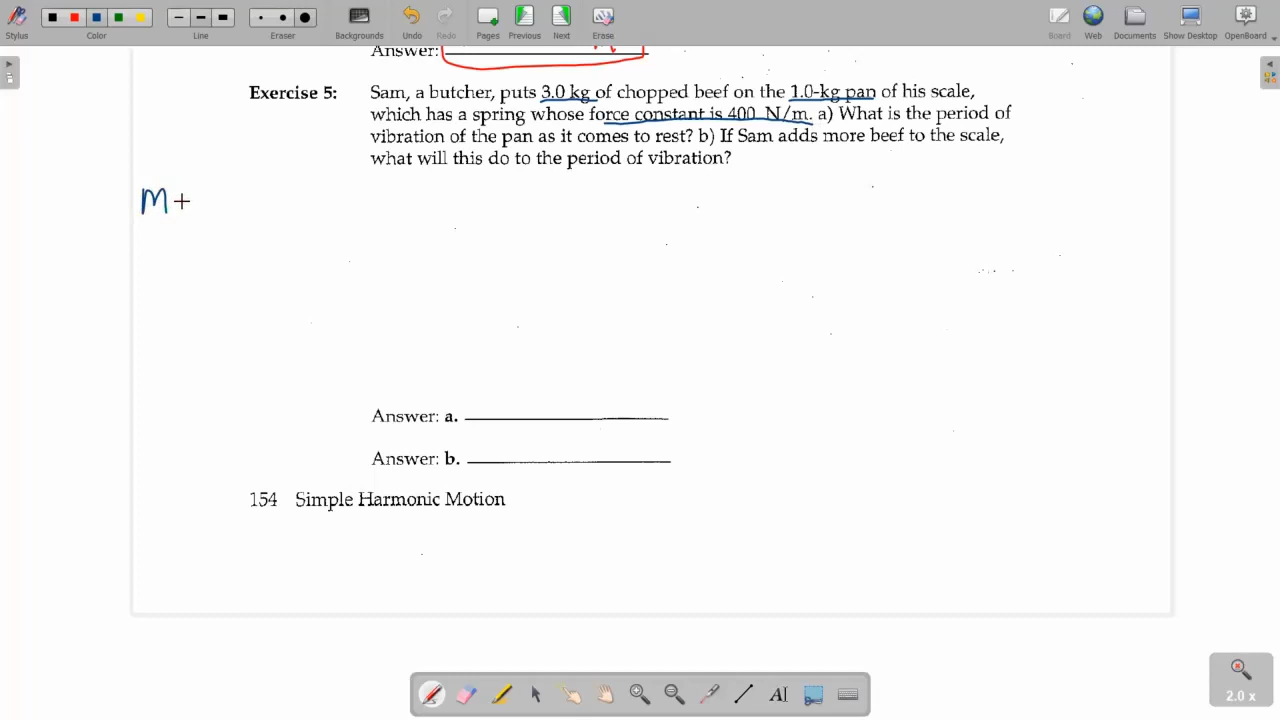 Stylus Color Line Eraser Backgrounds Undo Redo Pages Previous Next Erase Board Web Documents Show Desktop OpenBoard
Answer:
Exercise 5: Sam, a butcher, puts 3.0 kg of chopped beef on the 1.0-kg pan of his scale,
which has a spring whose force constant is 400 N/m. a) What is the period of
vibration of the pan as it comes to rest? b) If Sam adds more beef to the scale,
what will this do to the period of vibration?
M
Answer: a.
Answer: b.
154 Simple Harmonic Motion
2.0 x